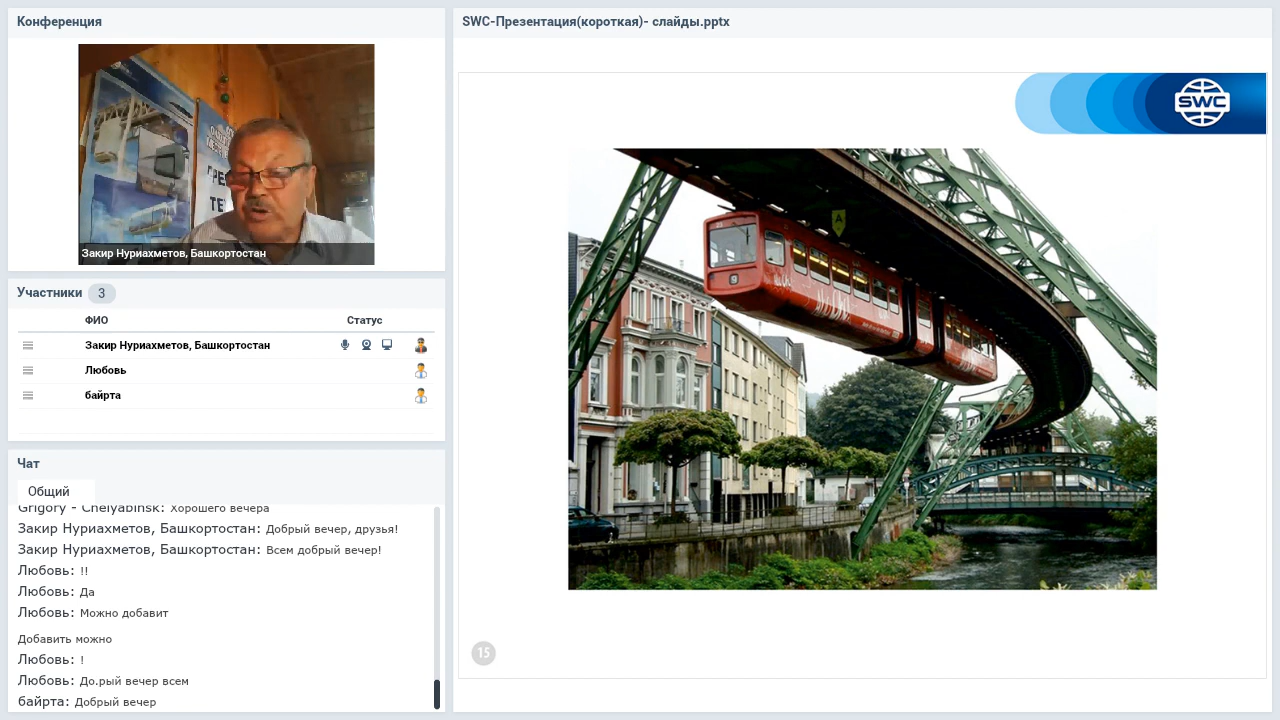 Конференция
Закир Нуриахметов, Башкортостан
Участники 3
ФИО Статус
Закир Нуриахметов, Башкортостан
Любовь
байрта
Чат
Общий
Grigory - Chelyabinsk: Хорошего вечера
Закир Нуриахметов, Башкортостан: Добрый вечер, друзья!
Закир Нуриахметов, Башкортостан: Всем добрый вечер!
Любовь: !!
Любовь: Да
Любовь: Можно добавит
Добавить можно
Любовь: !
Любовь: До.рый вечер всем
байрта: Добрый вечер
SWC-Презентация(короткая)- слайды.pptx
SWC
A
9
15